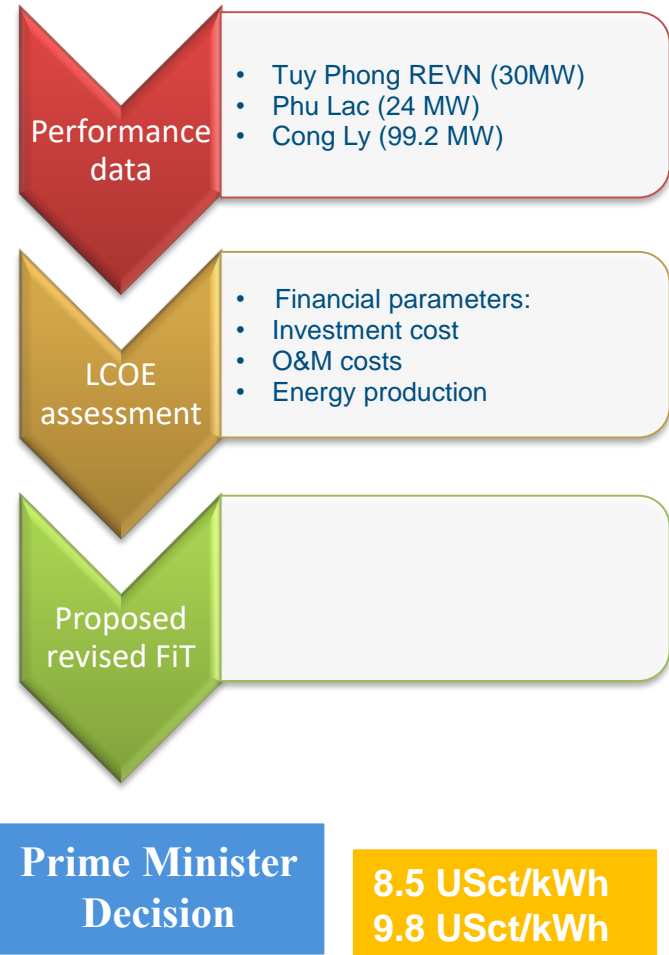 Performance
data
• Tuy Phong REVN (30MW)
• Phu Lac (24 MW)
• Cong Ly (99.2 MW)
LCOE
assessment
• Financial parameters:
• Investment cost
• O&M costs
• Energy production
Proposed
revised FiT
Prime Minister
Decision
8.5 USct/kWh
9.8 USct/kWh